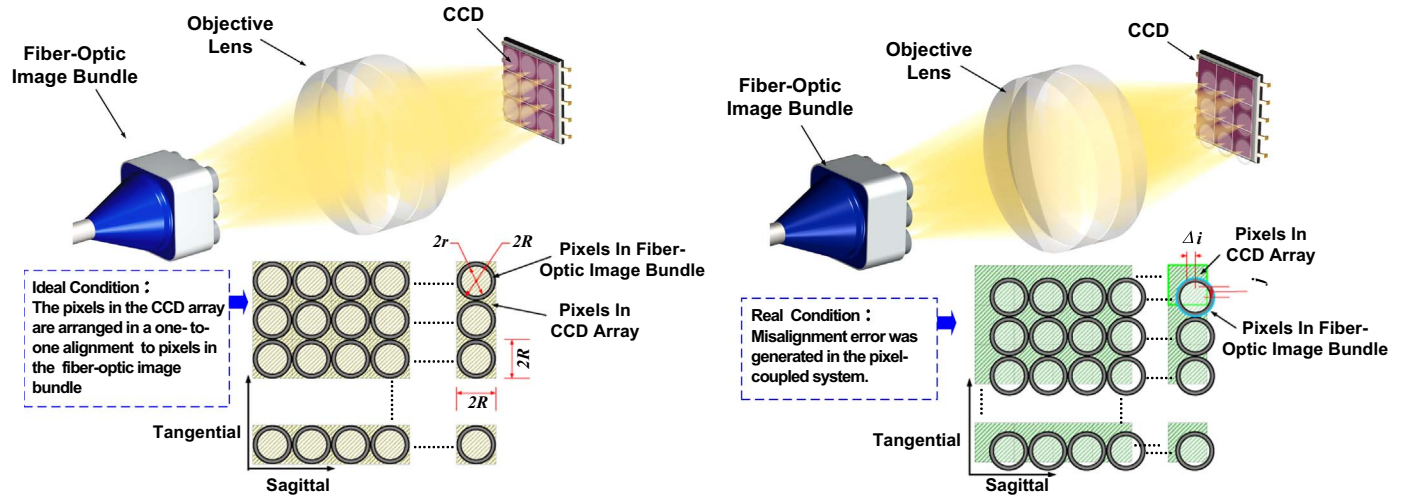 Objective
Lens
CCD
Fiber-Optic
Image Bundle
2r
2R
Pixels In Fiber-
Optic Image Bundle
Pixels In
CCD Array
2R
2R
Ideal Condition：
The pixels in the CCD array
are arranged in a one- to-
one alignment to pixels in
the fiber-optic image
bundle
Tangential
Sagittal
Objective
Lens
CCD
Fiber-Optic
Image Bundle
Δi
Pixels In
CCD Array
Pixels In Fiber-
Optic Image Bundle
Real Condition：
Misalignment error was
generated in the pixel-
coupled system.
Tangential
Sagittal